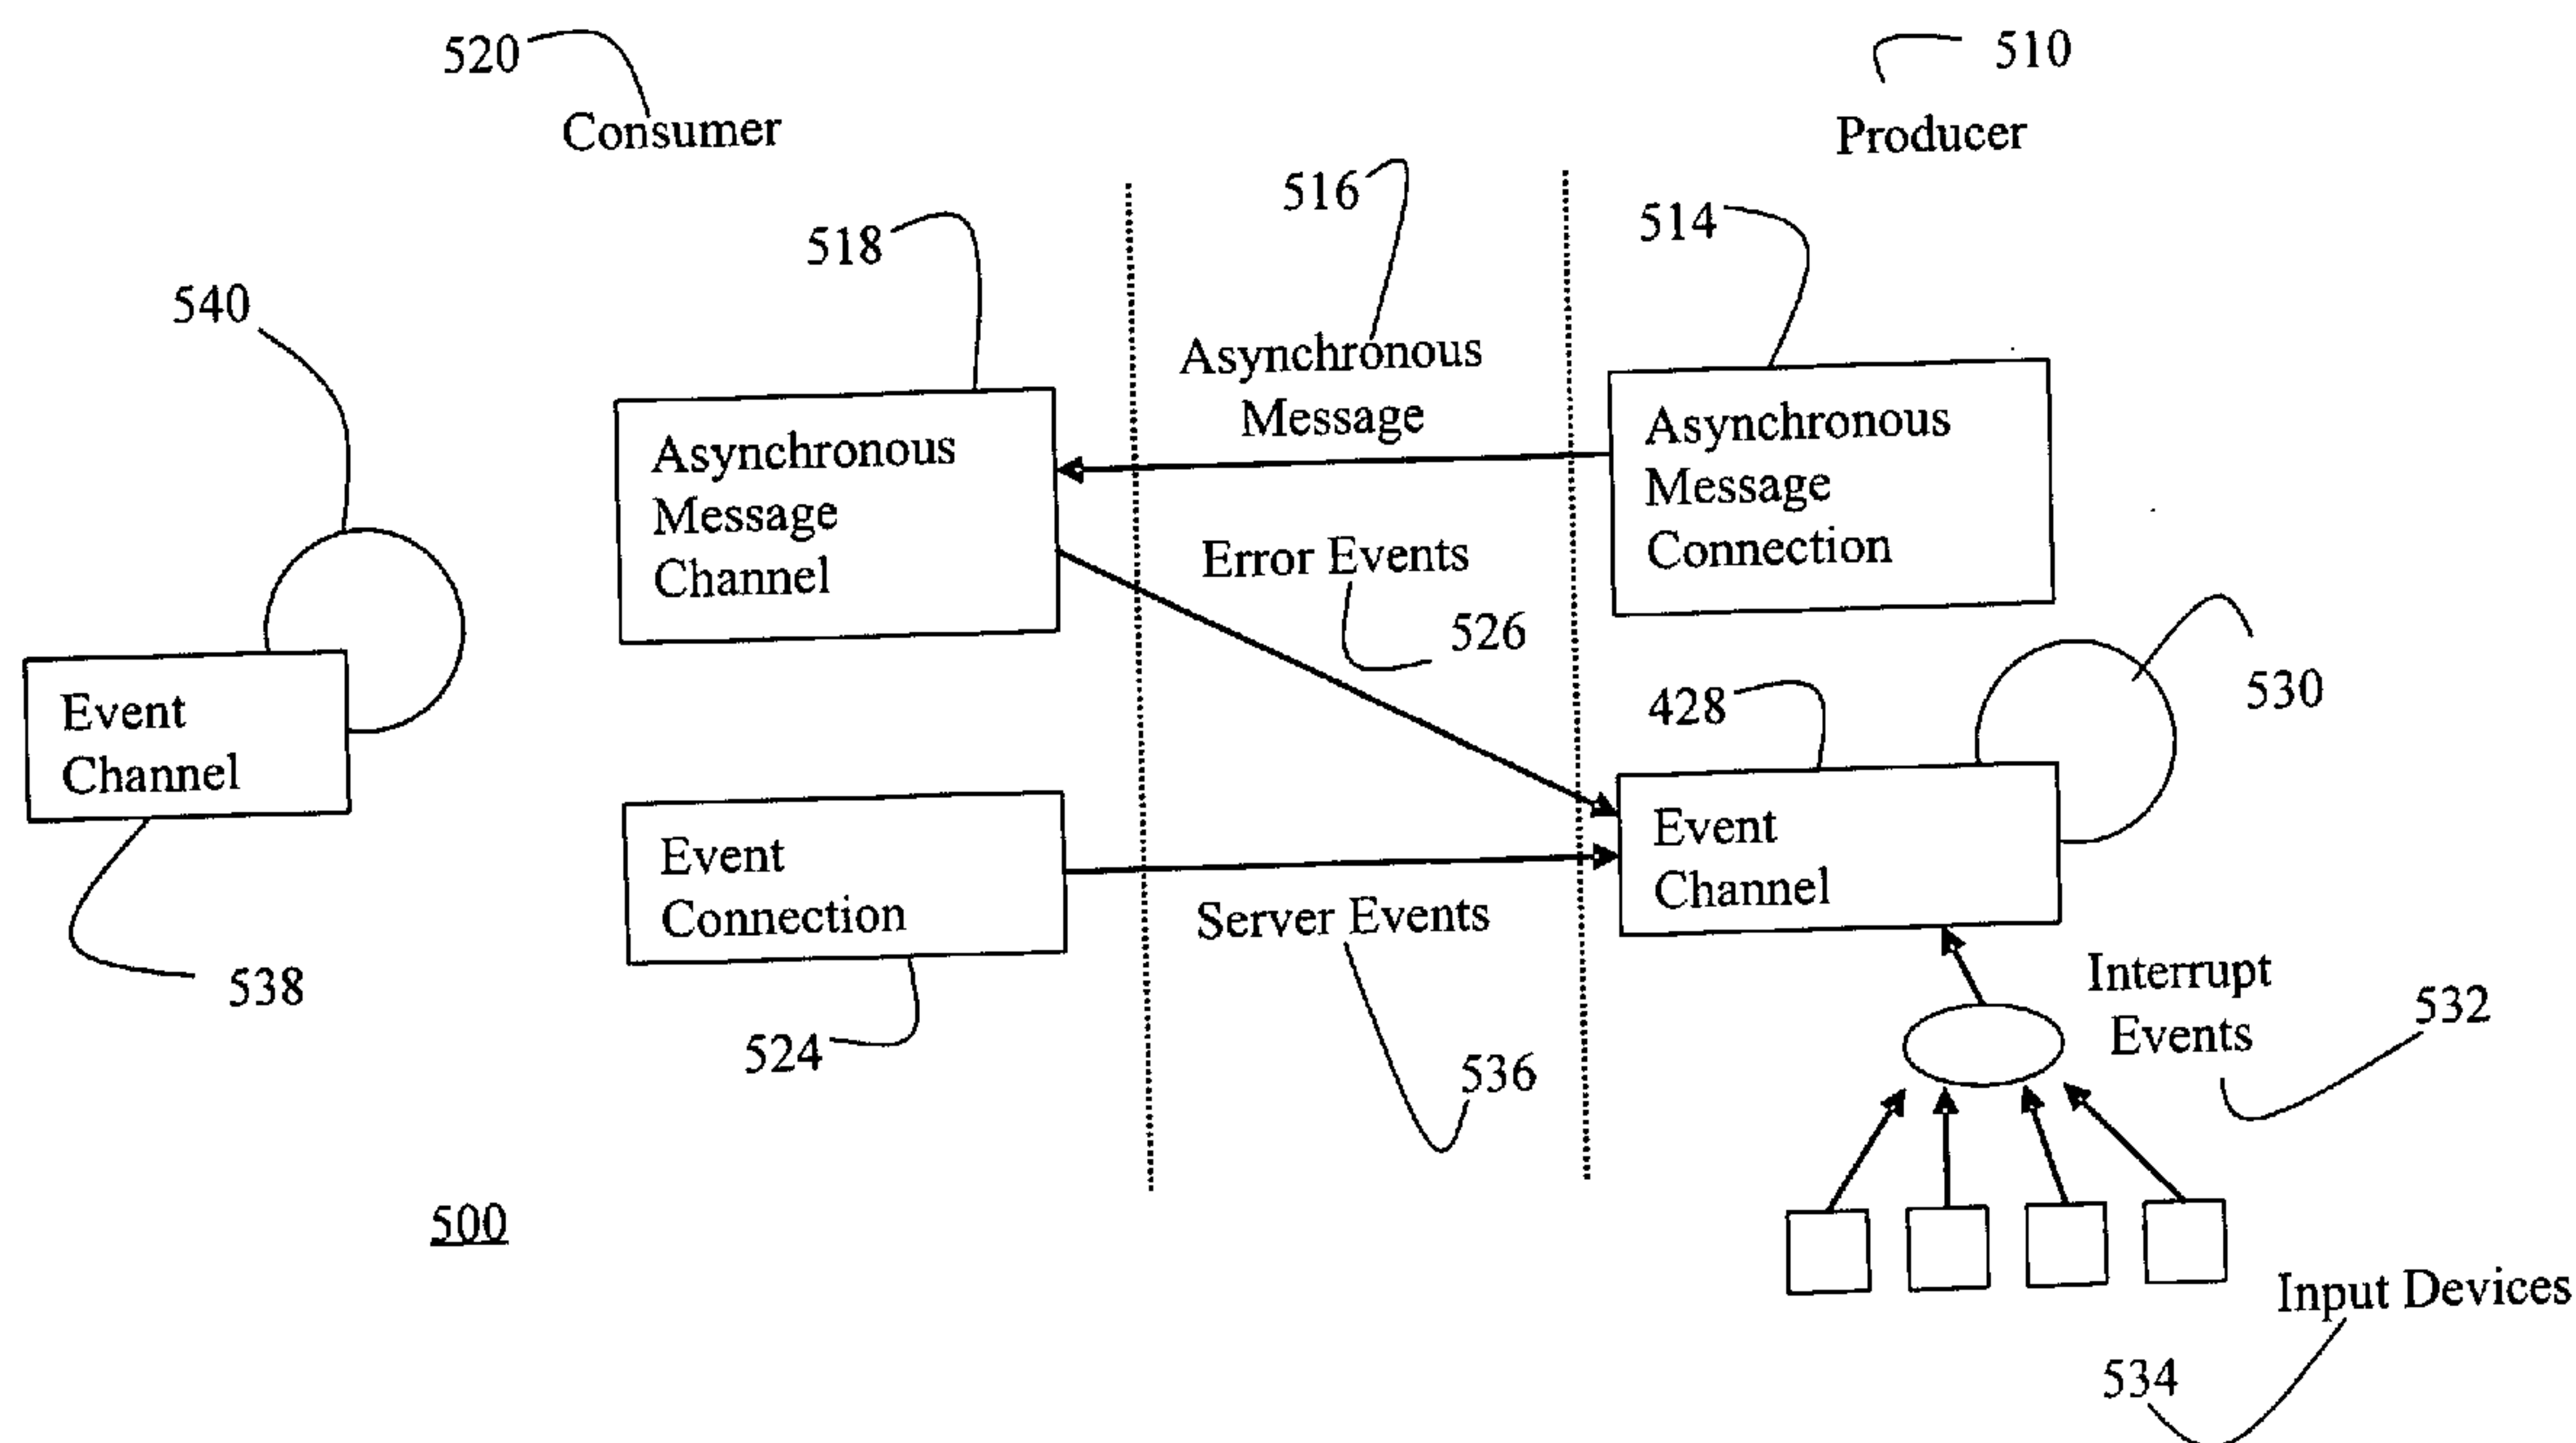 520
510
Consumer
Producer
516
514
518
540
Asynchronous
Message
Asynchronous
Message
Connection
Asynchronous
Message
Channel
Error Events
526
530
428
Event
Channel
Event
Channel
Event
Connection
Server Events
538
Interrupt
Events
532
524
536
500
Input Devices
534